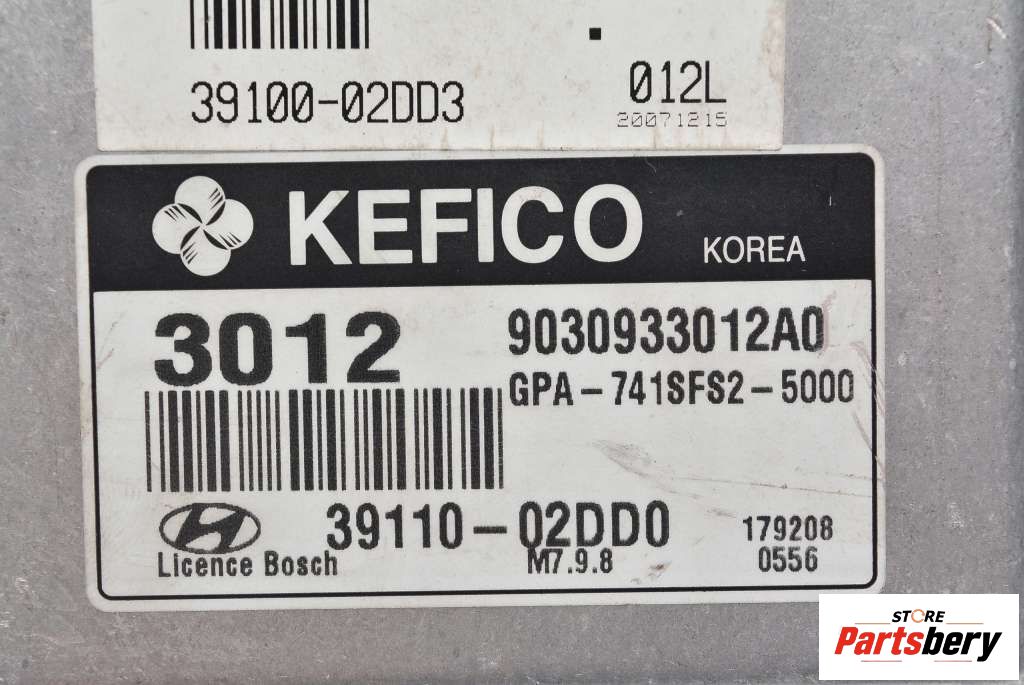 39100-02DD3
012L
20071215
KEFICO KOREA
3012
9030933012A0
GPA-741SFS2-5000
39110-02DD0
Licence Bosch
M7.9.8
179208
0556
STORE
Partsbery